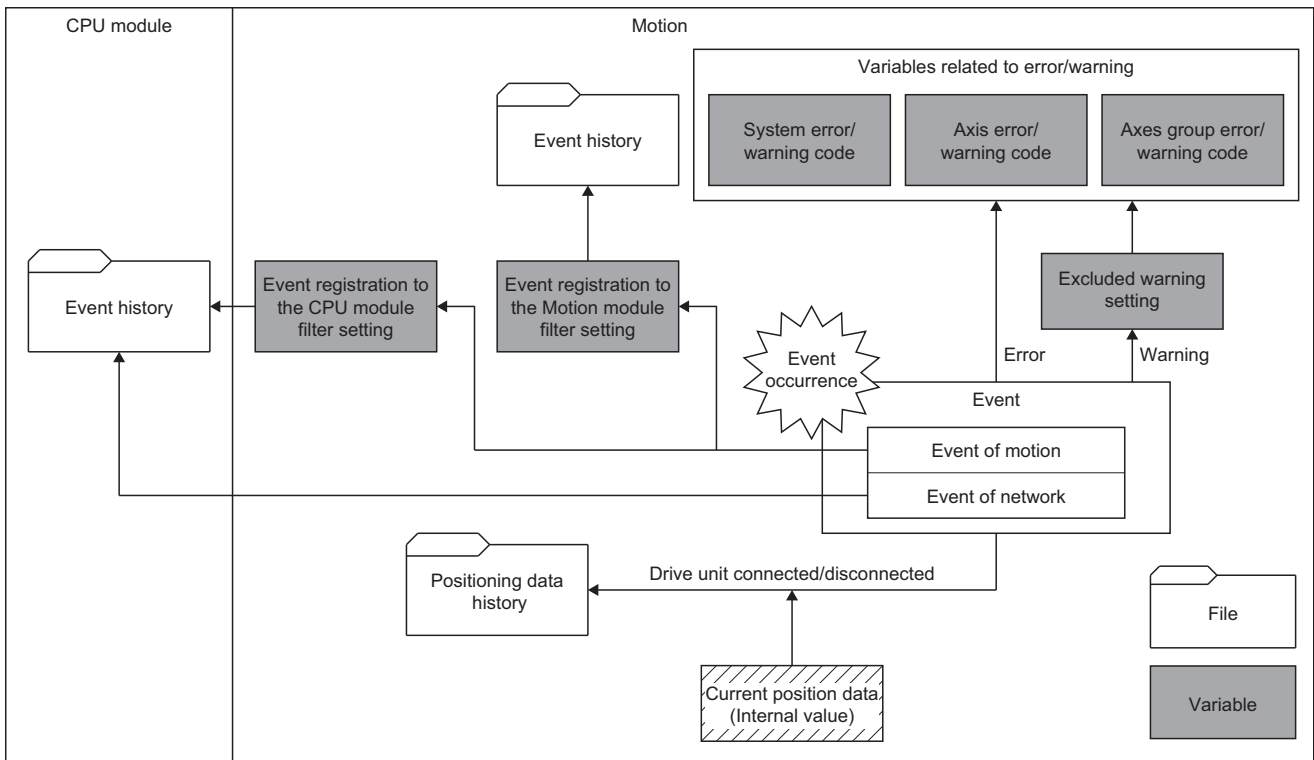 CPU module
Motion
Variables related to error/warning
System error/
warning code
Axis error/
warning code
Axes group error/
warning code
Event history
Event history
Event registration to
the CPU module
filter setting
Event registration to
the Motion module
filter setting
Excluded warning
setting
Event
occurrence
Error
Warning
Event
Event of motion
Event of network
Positioning data
history
Drive unit connected/disconnected
Current position data
(Internal value)
File
Variable